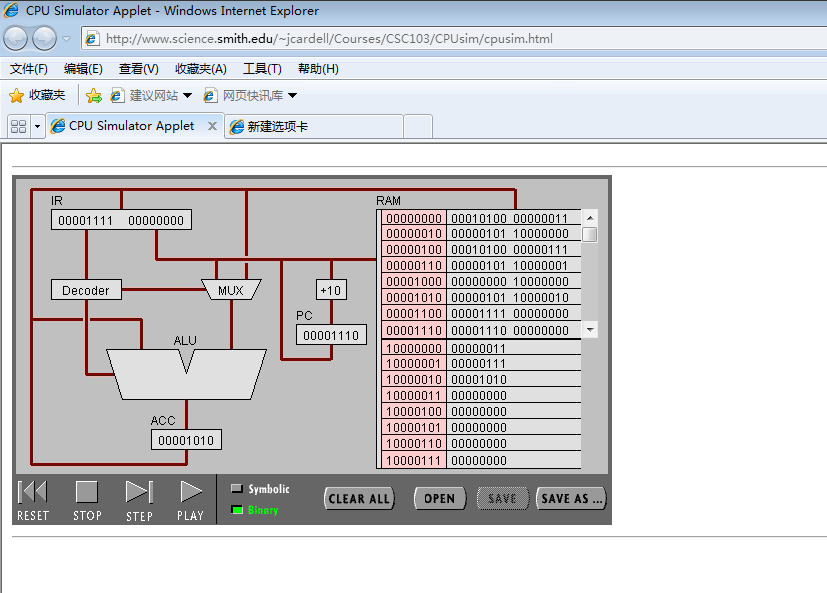 CPU Simulator Applet - Windows Internet Explorer
http://www.science.smith.edu/~jcardell/Courses/CSC103/CPUsim/cpusim.html
文件(F) 编辑(E) 查看(V) 收藏夹(A) 工具(T) 帮助(H)
收藏夹 建议网站 网页快讯库
CPU Simulator Applet X 新建选项卡
IR
00001111 00000000
Decoder
MUX
+10
PC
00001110
ALU
ACC
00001010
RAM
00000000 00010100 00000011
00000010 00000101 10000000
00000100 00010100 00000111
00000110 00000101 10000001
00001000 00000000 10000000
00001010 00000101 10000010
00001100 00001111 00000000
00001110 00001110 00000000
10000000 00000011
10000001 00000111
10000010 00001010
10000011 00000000
10000100 00000000
10000101 00000000
10000110 00000000
10000111 00000000
RESET STOP STEP PLAY
Symbolic
Binary
CLEAR ALL OPEN SAVE SAVE AS ...